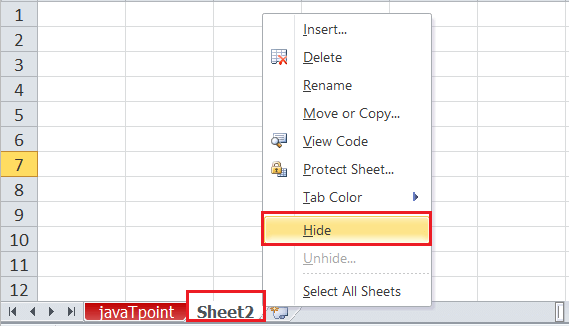 1
2
3
4
5
6
7
8
9
10
11
12
Insert...
Delete
Rename
Move or Copy...
View Code
Protect Sheet...
Tab Color
Hide
Unhide...
Select All Sheets
javaTpoint Sheet2